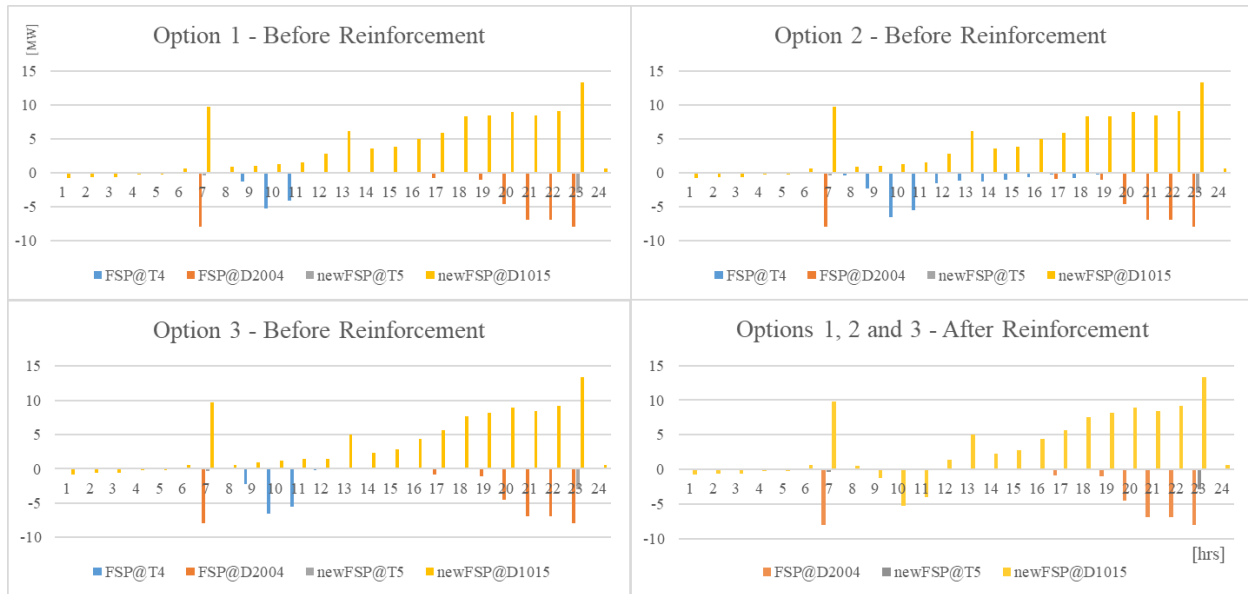 Option 1 - Before Reinforcement
[MW]
15
10
5
0
1 2 3 4 5 6 7 8 9 10 11 12 13 14 15 16 17 18 19 20 21 22 23 24
-5
-10
FSP@T4 FSP@D2004 newFSP@T5 newFSP@D1015
Option 2 - Before Reinforcement
15
10
5
0
1 2 3 4 5 6 7 8 9 10 11 12 13 14 15 16 17 18 19 20 21 22 23 24
-5
-10
FSP@T4 FSP@D2004 newFSP@T5 newFSP@D1015
Option 3 - Before Reinforcement
15
10
5
0
1 2 3 4 5 6 7 8 9 10 11 12 13 14 15 16 17 18 19 20 21 22 23 24
-5
-10
FSP@T4 FSP@D2004 newFSP@T5 newFSP@D1015
Options 1, 2 and 3 - After Reinforcement
15
10
5
0
1 2 3 4 5 6 7 8 9 10 11 12 13 14 15 16 17 18 19 20 21 22 23 24
-5
-10
[hrs]
FSP@D2004 newFSP@T5 newFSP@D1015